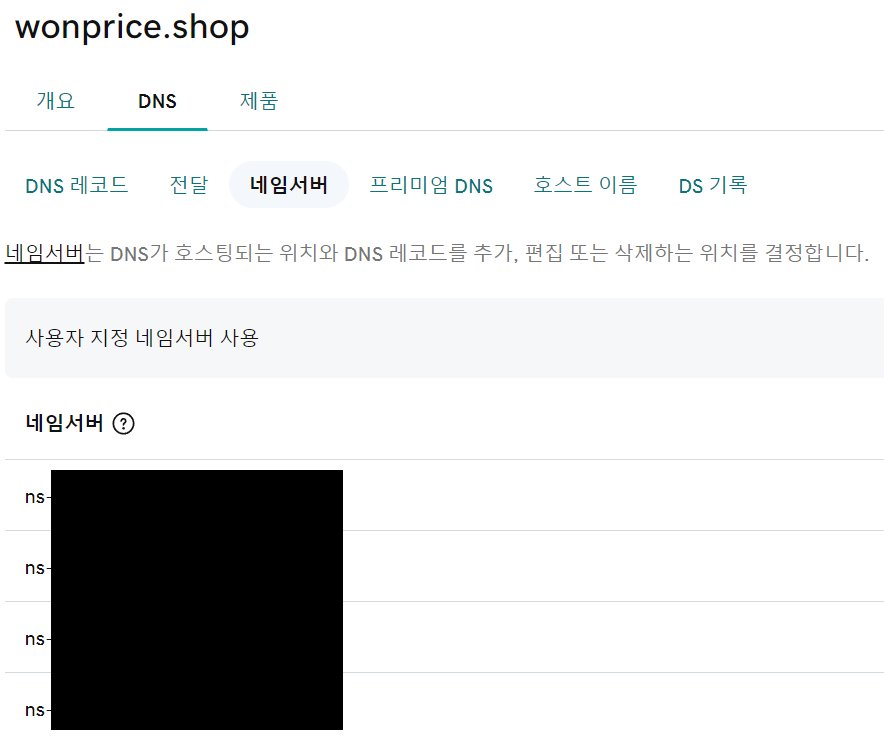 wonprice.shop
개요 DNS 제품
DNS 레코드 전달 네임서버 프리미엄 DNS 호스트 이름 DS 기록
네임서버는 DNS가 호스팅되는 위치와 DNS 레코드를 추가, 편집 또는 삭제하는 위치를 결정합니다.
사용자 지정 네임서버 사용
네임서버 ?
ns-
ns-
ns-
ns-